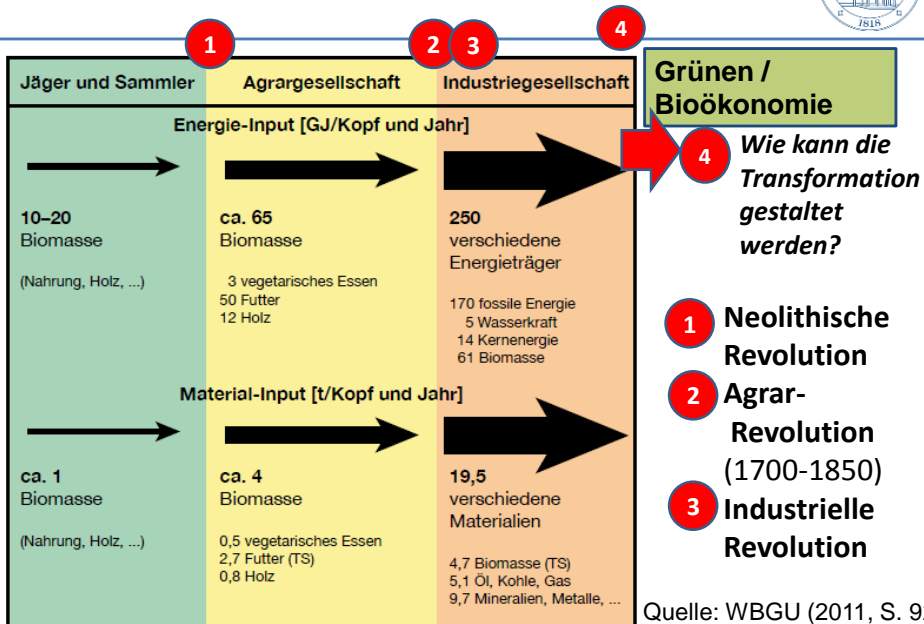 1818
1
2
3
4
Jäger und Sammler
Agrargesellschaft
Industriegesellschaft
Energie-Input [GJ/Kopf und Jahr]
10–20
Biomasse
(Nahrung, Holz, ...)
ca. 65
Biomasse
3 vegetarisches Essen
50 Futter
12 Holz
250
verschiedene
Energieträger
170 fossile Energie
5 Wasserkraft
14 Kernenergie
61 Biomasse
Material-Input [t/Kopf und Jahr]
ca. 1
Biomasse
(Nahrung, Holz, ...)
ca. 4
Biomasse
0,5 vegetarisches Essen
2,7 Futter (TS)
0,8 Holz
19,5
verschiedene
Materialien
4,7 Biomasse (TS)
5,1 Öl, Kohle, Gas
9,7 Mineralien, Metalle, ...
Grünen /
Bioökonomie
4 Wie kann die
Transformation
gestaltet
werden?
1 Neolithische
Revolution
2 Agrar-
Revolution
(1700-1850)
3 Industrielle
Revolution
Quelle: WBGU (2011, S. 9